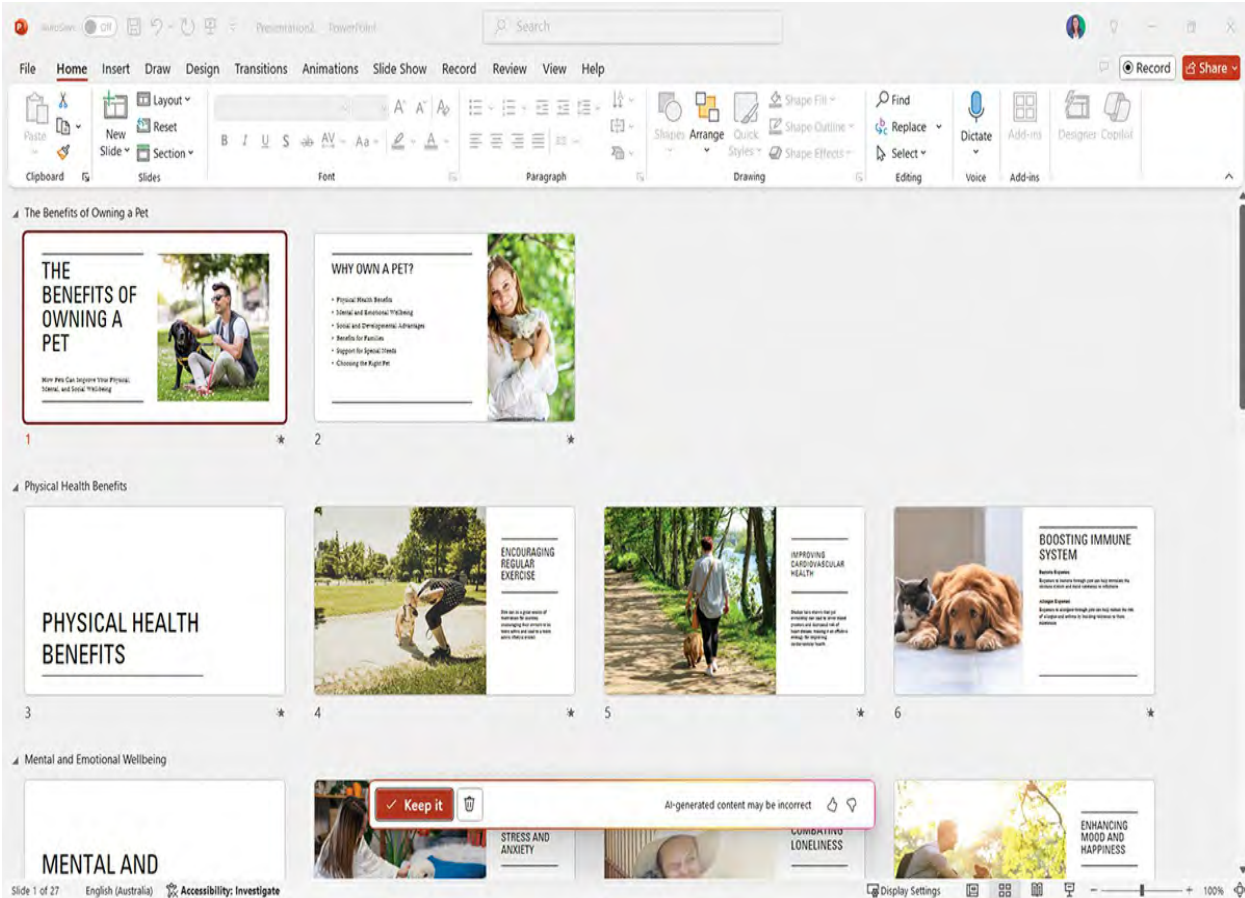 AutoSave Off Presentation2 PowerPoint Search
File Home Insert Draw Design Transitions Animations Slide Show Record Review View Help Record Share
Paste
New Slide
Layout
Reset
Section
B I U S ab AV Aa A
A A A
Shapes Arrange Quick Styles
Shape Fill
Shape Outline
Shape Effects
Find
Replace
Select
Dictate
Add-ins
Designer Copilot
Clipboard Slides Font Paragraph Drawing Editing Voice Add-ins
The Benefits of Owning a Pet
THE
BENEFITS OF
OWNING A
PET
How Pets Can Improve Your Physical,
Mental, and Social Well-being
1
WHY OWN A PET?
• Physical Health Benefits
• Mental and Emotional Wellbeing
• Social and Developmental Advantages
• Benefits for Families
• Support for Special Needs
• Choosing the Right Pet
2
Physical Health Benefits
PHYSICAL HEALTH
BENEFITS
3
ENCOURAGING
REGULAR
EXERCISE
4
IMPROVING
CARDIOVASCULAR
HEALTH
5
BOOSTING IMMUNE
SYSTEM
6
Mental and Emotional Wellbeing
MENTAL AND
STRESS AND
ANXIETY
COMBATING
LONELINESS
ENHANCING
MOOD AND
HAPPINESS
Keep it
AI-generated content may be incorrect
Slide 1 of 27 English (Australia) Accessibility: Investigate Display Settings 100%